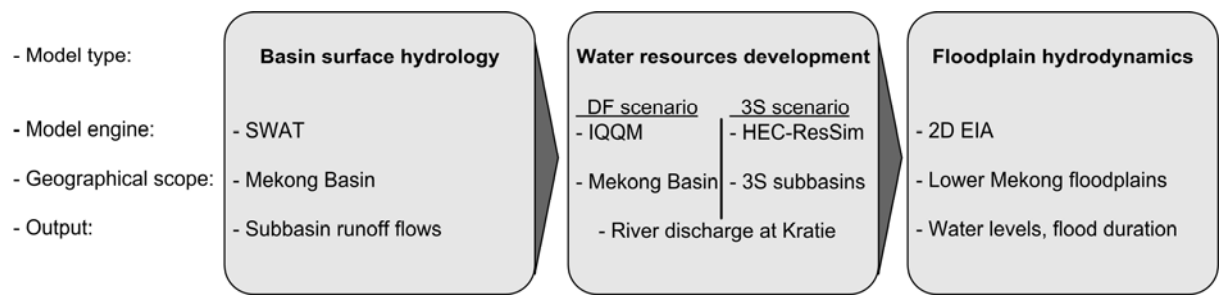 - Model type: Basin surface hydrology Water resources development Floodplain hydrodynamics
DF scenario 3S scenario
- Model engine: - SWAT - IQQM - HEC-ResSim - 2D EIA
- Geographical scope: - Mekong Basin - Mekong Basin - 3S subbasins - Lower Mekong floodplains
- Output: - Subbasin runoff flows - River discharge at Kratie - Water levels, flood duration